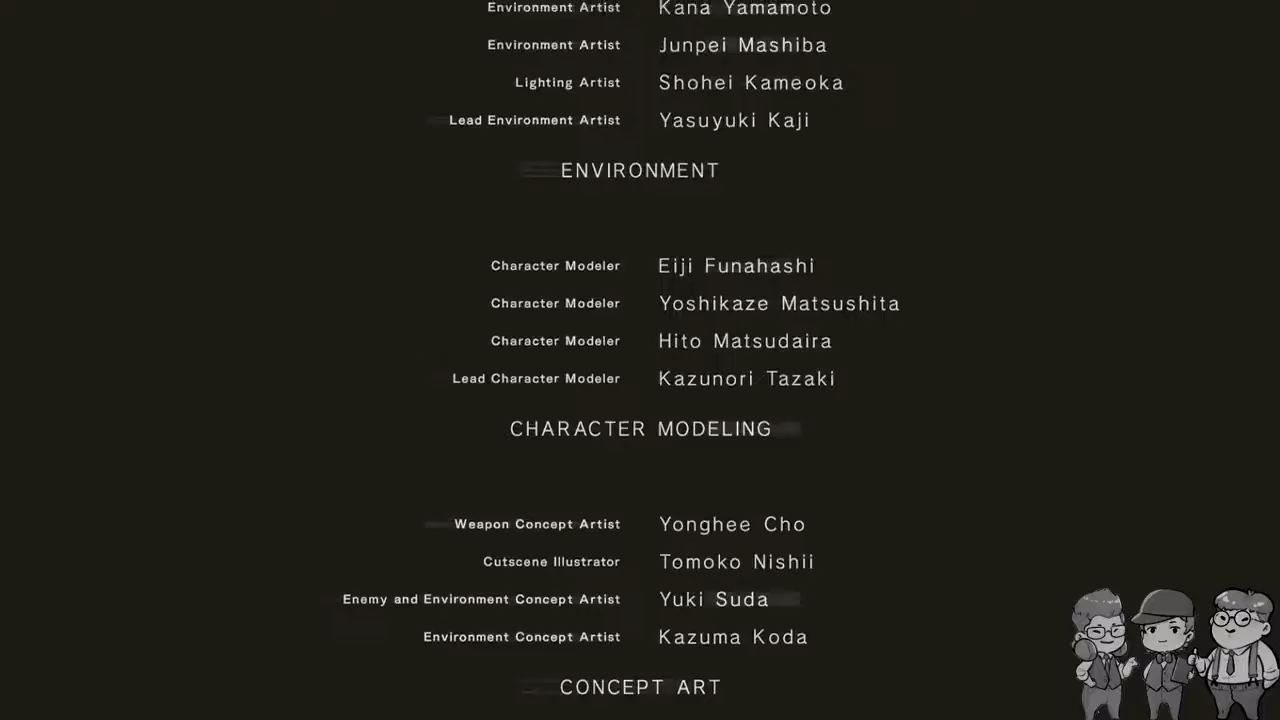 Environment Artist Kana Yamamoto
Environment Artist Junpei Mashiba
Lighting Artist Shohei Kameoka
Lead Environment Artist Yasuyuki Kaji
ENVIRONMENT
Character Modeler Eiji Funahashi
Character Modeler Yoshikaze Matsushita
Character Modeler Hito Matsudaira
Lead Character Modeler Kazunori Tazaki
CHARACTER MODELING
Weapon Concept Artist Yonghee Cho
Cutscene Illustrator Tomoko Nishii
Enemy and Environment Concept Artist Yuki Suda
Environment Concept Artist Kazuma Koda
CONCEPT ART